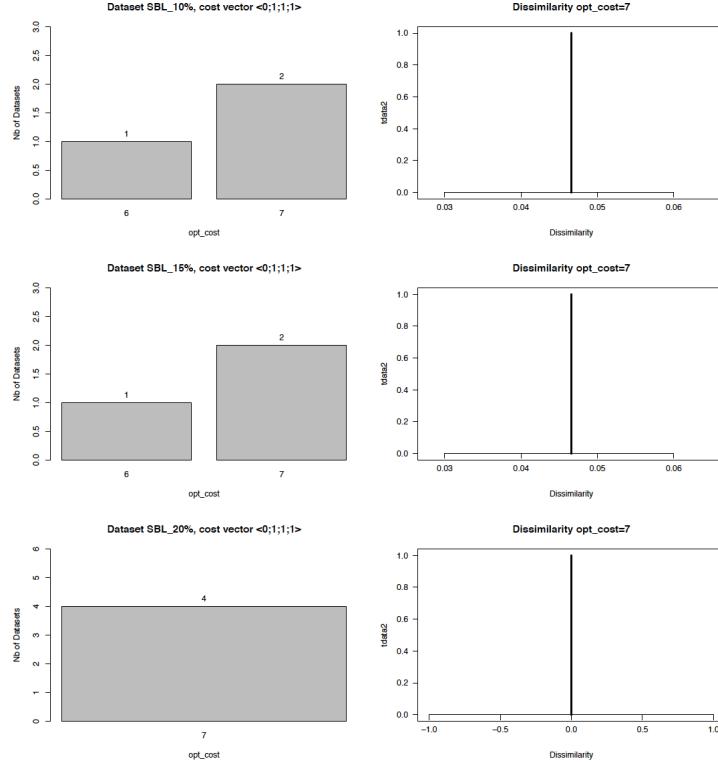 Dataset SBL_10%, cost vector <0;1;1;1>
Nb of Datasets
0.0 0.5 1.0 1.5 2.0 2.5 3.0
1
2
6 7
opt_cost
Dissimilarity opt_cost=7
tdata2
0.0 0.2 0.4 0.6 0.8 1.0
0.03 0.04 0.05 0.06
Dissimilarity
Dataset SBL_15%, cost vector <0;1;1;1>
Nb of Datasets
0.0 0.5 1.0 1.5 2.0 2.5 3.0
1
2
6 7
opt_cost
Dissimilarity opt_cost=7
tdata2
0.0 0.2 0.4 0.6 0.8 1.0
0.03 0.04 0.05 0.06
Dissimilarity
Dataset SBL_20%, cost vector <0;1;1;1>
Nb of Datasets
0 1 2 3 4 5 6
4
7
opt_cost
Dissimilarity opt_cost=7
tdata2
0.0 0.2 0.4 0.6 0.8 1.0
−1.0 −0.5 0.0 0.5 1.0
Dissimilarity